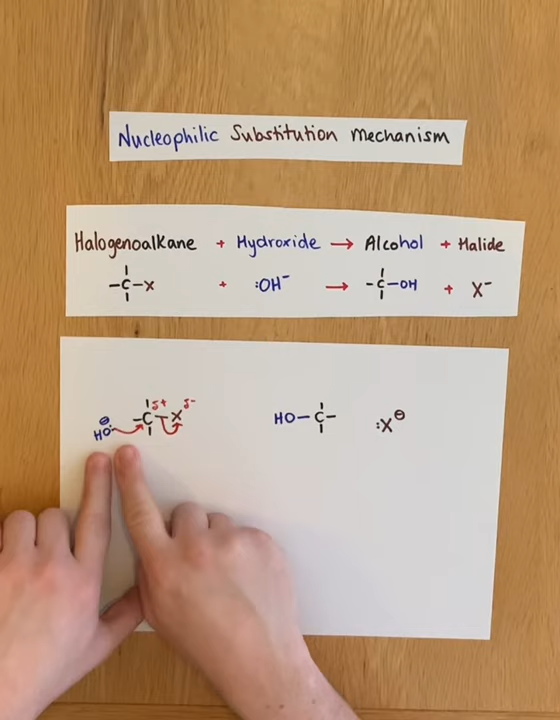 Nucleophilic Substitution Mechanism
Halogenoalkane + Hydroxide → Alcohol + Halide
-C-X + :OH⁻ → -C-OH + X⁻
⊖ δ+ δ-
HO: -C-X HO-C- :X⊖